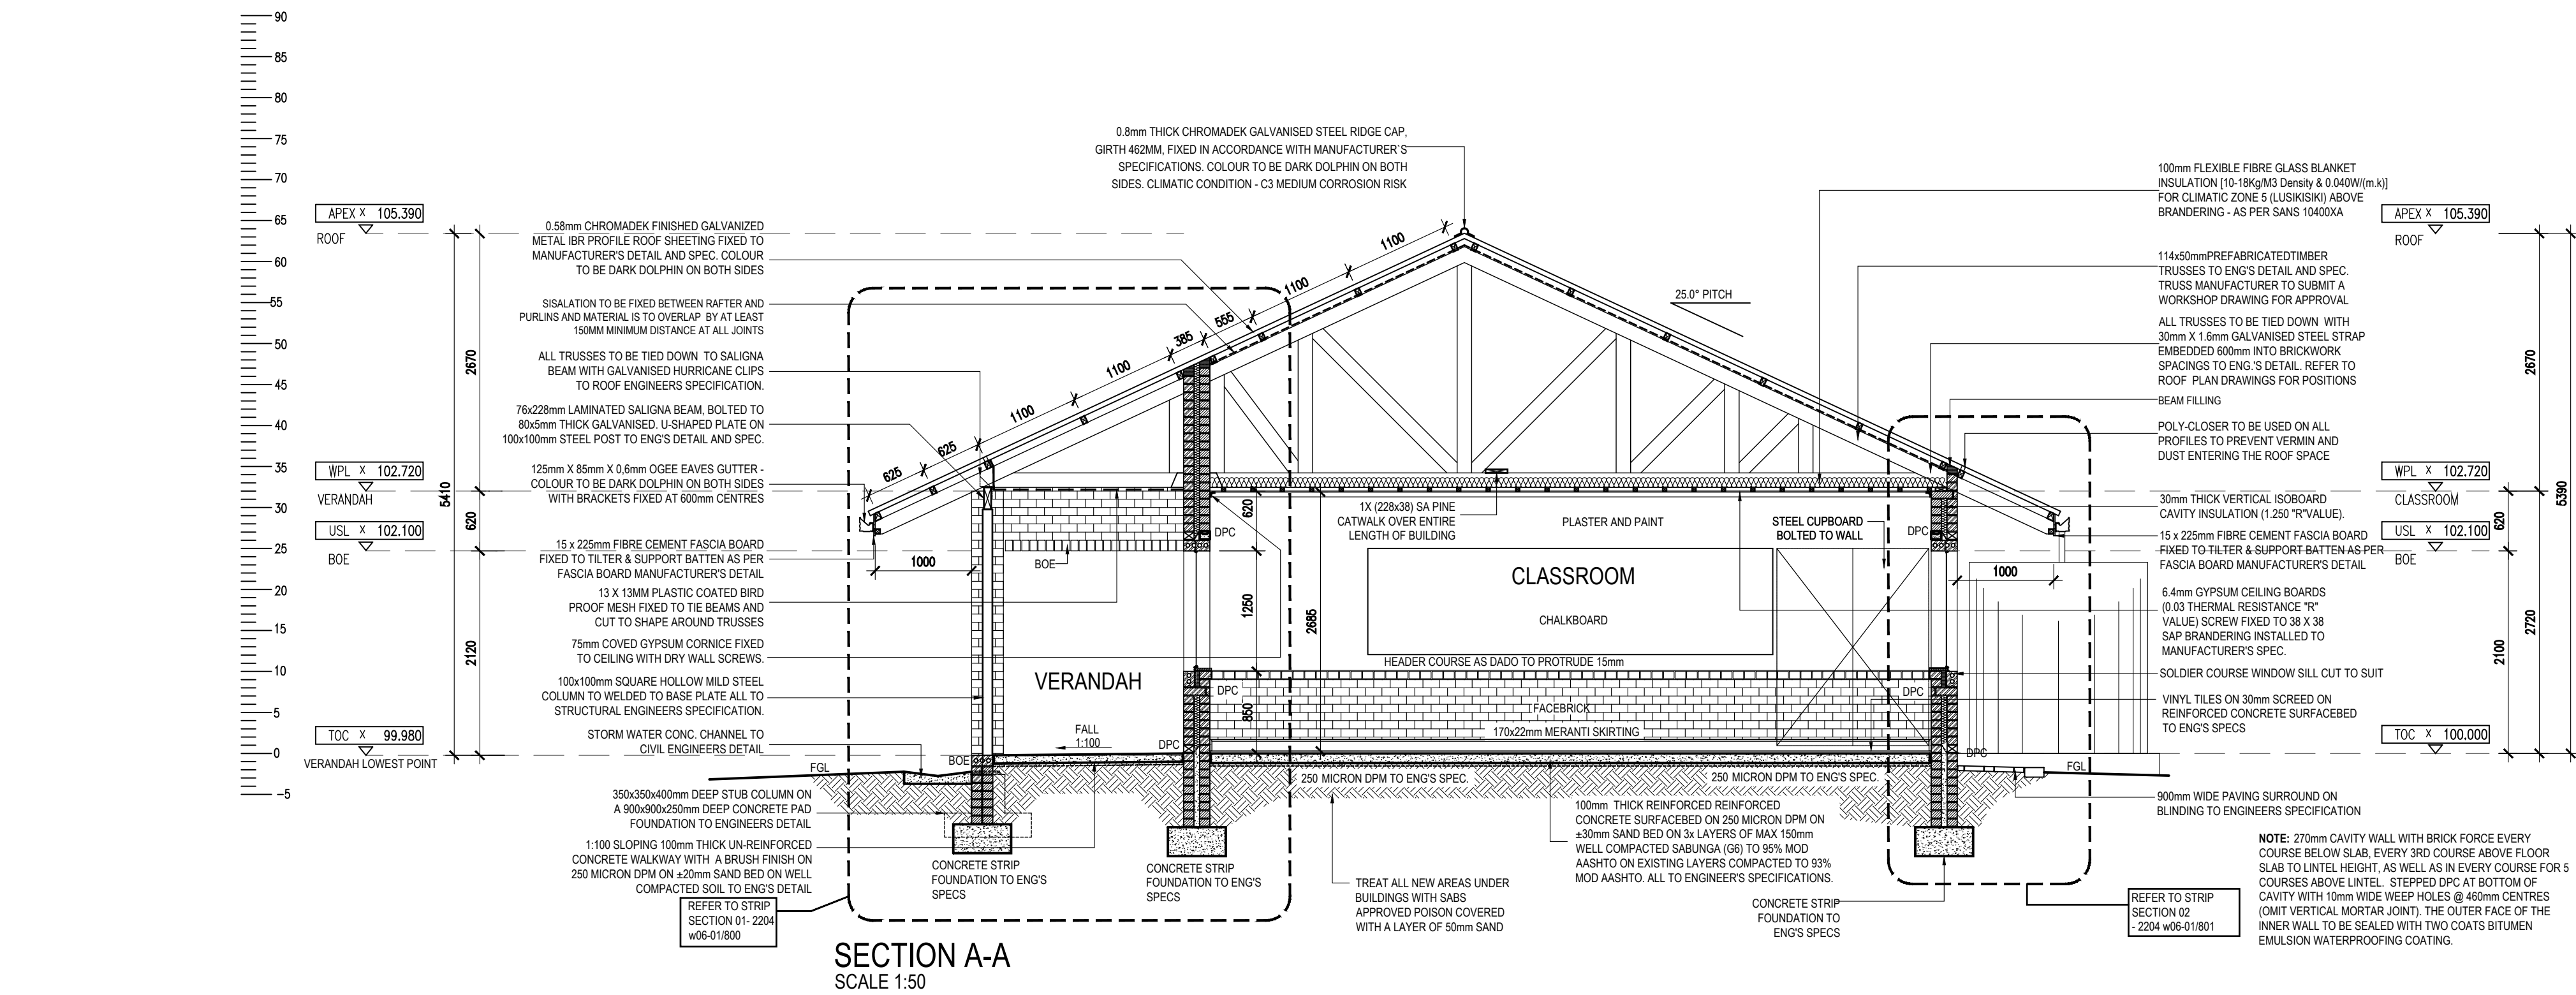 90
85
80
75
70
65
60
55
50
45
40
35
30
25
20
15
10
5
0
-5
APEX X 105.390
ROOF
WPL X 102.720
VERANDAH
USL X 102.100
BOE
TOC X 99.980
VERANDAH LOWEST POINT
5410
2670
620
2120
0.58mm CHROMADEK FINISHED GALVANIZED
METAL IBR PROFILE ROOF SHEETING FIXED TO
MANUFACTURER'S DETAIL AND SPEC. COLOUR
TO BE DARK DOLPHIN ON BOTH SIDES
SISALATION TO BE FIXED BETWEEN RAFTER AND
PURLINS AND MATERIAL IS TO OVERLAP BY AT LEAST
150MM MINIMUM DISTANCE AT ALL JOINTS
ALL TRUSSES TO BE TIED DOWN TO SALIGNA
BEAM WITH GALVANISED HURRICANE CLIPS
TO ROOF ENGINEERS SPECIFICATION.
76x228mm LAMINATED SALIGNA BEAM, BOLTED TO
80x5mm THICK GALVANISED. U-SHAPED PLATE ON
100x100mm STEEL POST TO ENG'S DETAIL AND SPEC.
125mm X 85mm X 0,6mm OGEE EAVES GUTTER -
COLOUR TO BE DARK DOLPHIN ON BOTH SIDES
WITH BRACKETS FIXED AT 600mm CENTRES
15 x 225mm FIBRE CEMENT FASCIA BOARD
FIXED TO TILTER & SUPPORT BATTEN AS PER
FASCIA BOARD MANUFACTURER'S DETAIL
13 X 13MM PLASTIC COATED BIRD
PROOF MESH FIXED TO TIE BEAMS AND
CUT TO SHAPE AROUND TRUSSES
75mm COVED GYPSUM CORNICE FIXED
TO CEILING WITH DRY WALL SCREWS.
100x100mm SQUARE HOLLOW MILD STEEL
COLUMN TO WELDED TO BASE PLATE ALL TO
STRUCTURAL ENGINEERS SPECIFICATION.
STORM WATER CONC. CHANNEL TO
CIVIL ENGINEERS DETAIL
FGL
350x350x400mm DEEP STUB COLUMN ON
A 900x900x250mm DEEP CONCRETE PAD
FOUNDATION TO ENGINEERS DETAIL
1:100 SLOPING 100mm THICK UN-REINFORCED
CONCRETE WALKWAY WITH A BRUSH FINISH ON
250 MICRON DPM ON ±20mm SAND BED ON WELL
COMPACTED SOIL TO ENG'S DETAIL
REFER TO STRIP
SECTION 01- 2204
w06-01/800
0.8mm THICK CHROMADEK GALVANISED STEEL RIDGE CAP,
GIRTH 462MM, FIXED IN ACCORDANCE WITH MANUFACTURER`S
SPECIFICATIONS. COLOUR TO BE DARK DOLPHIN ON BOTH
SIDES. CLIMATIC CONDITION - C3 MEDIUM CORROSION RISK
625
625
1100
1100
385
555
1100
1100
25.0° PITCH
1000
BOE
VERANDAH
FALL
1:100
BOE
DPC
DPC
DPC
620
1250
850
2685
1X (228x38) SA PINE
CATWALK OVER ENTIRE
LENGTH OF BUILDING
PLASTER AND PAINT
STEEL CUPBOARD
BOLTED TO WALL
DPC
CLASSROOM
CHALKBOARD
HEADER COURSE AS DADO TO PROTRUDE 15mm
FACEBRICK
170x22mm MERANTI SKIRTING
DPC
DPC
FGL
1000
250 MICRON DPM TO ENG'S SPEC.
250 MICRON DPM TO ENG'S SPEC.
CONCRETE STRIP
FOUNDATION TO ENG'S
SPECS
CONCRETE STRIP
FOUNDATION TO ENG'S
SPECS
TREAT ALL NEW AREAS UNDER
BUILDINGS WITH SABS
APPROVED POISON COVERED
WITH A LAYER OF 50mm SAND
100mm THICK REINFORCED REINFORCED
CONCRETE SURFACEBED ON 250 MICRON DPM ON
±30mm SAND BED ON 3x LAYERS OF MAX 150mm
WELL COMPACTED SABUNGA (G6) TO 95% MOD
AASHTO ON EXISTING LAYERS COMPACTED TO 93%
MOD AASHTO. ALL TO ENGINEER'S SPECIFICATIONS.
CONCRETE STRIP
FOUNDATION TO
ENG'S SPECS
100mm FLEXIBLE FIBRE GLASS BLANKET
INSULATION [10-18Kg/M3 Density & 0.040W/(m.k)]
FOR CLIMATIC ZONE 5 (LUSIKISIKI) ABOVE
BRANDERING - AS PER SANS 10400XA
114x50mmPREFABRICATEDTIMBER
TRUSSES TO ENG'S DETAIL AND SPEC.
TRUSS MANUFACTURER TO SUBMIT A
WORKSHOP DRAWING FOR APPROVAL
ALL TRUSSES TO BE TIED DOWN WITH
30mm X 1.6mm GALVANISED STEEL STRAP
EMBEDDED 600mm INTO BRICKWORK
SPACINGS TO ENG.'S DETAIL. REFER TO
ROOF PLAN DRAWINGS FOR POSITIONS
BEAM FILLING
POLY-CLOSER TO BE USED ON ALL
PROFILES TO PREVENT VERMIN AND
DUST ENTERING THE ROOF SPACE
30mm THICK VERTICAL ISOBOARD
CAVITY INSULATION (1.250 "R"VALUE).
15 x 225mm FIBRE CEMENT FASCIA BOARD
FIXED TO TILTER & SUPPORT BATTEN AS PER
FASCIA BOARD MANUFACTURER'S DETAIL
6.4mm GYPSUM CEILING BOARDS
(0.03 THERMAL RESISTANCE "R"
VALUE) SCREW FIXED TO 38 X 38
SAP BRANDERING INSTALLED TO
MANUFACTURER'S SPEC.
SOLDIER COURSE WINDOW SILL CUT TO SUIT
VINYL TILES ON 30mm SCREED ON
REINFORCED CONCRETE SURFACEBED
TO ENG'S SPECS
900mm WIDE PAVING SURROUND ON
BLINDING TO ENGINEERS SPECIFICATION
APEX X 105.390
ROOF
WPL X 102.720
CLASSROOM
USL X 102.100
BOE
TOC X 100.000
2670
620
2100
2720
5390
REFER TO STRIP
SECTION 02
- 2204 w06-01/801
NOTE: 270mm CAVITY WALL WITH BRICK FORCE EVERY
COURSE BELOW SLAB, EVERY 3RD COURSE ABOVE FLOOR
SLAB TO LINTEL HEIGHT, AS WELL AS IN EVERY COURSE FOR 5
COURSES ABOVE LINTEL. STEPPED DPC AT BOTTOM OF
CAVITY WITH 10mm WIDE WEEP HOLES @ 460mm CENTRES
(OMIT VERTICAL MORTAR JOINT). THE OUTER FACE OF THE
INNER WALL TO BE SEALED WITH TWO COATS BITUMEN
EMULSION WATERPROOFING COATING.
SECTION A-A
SCALE 1:50